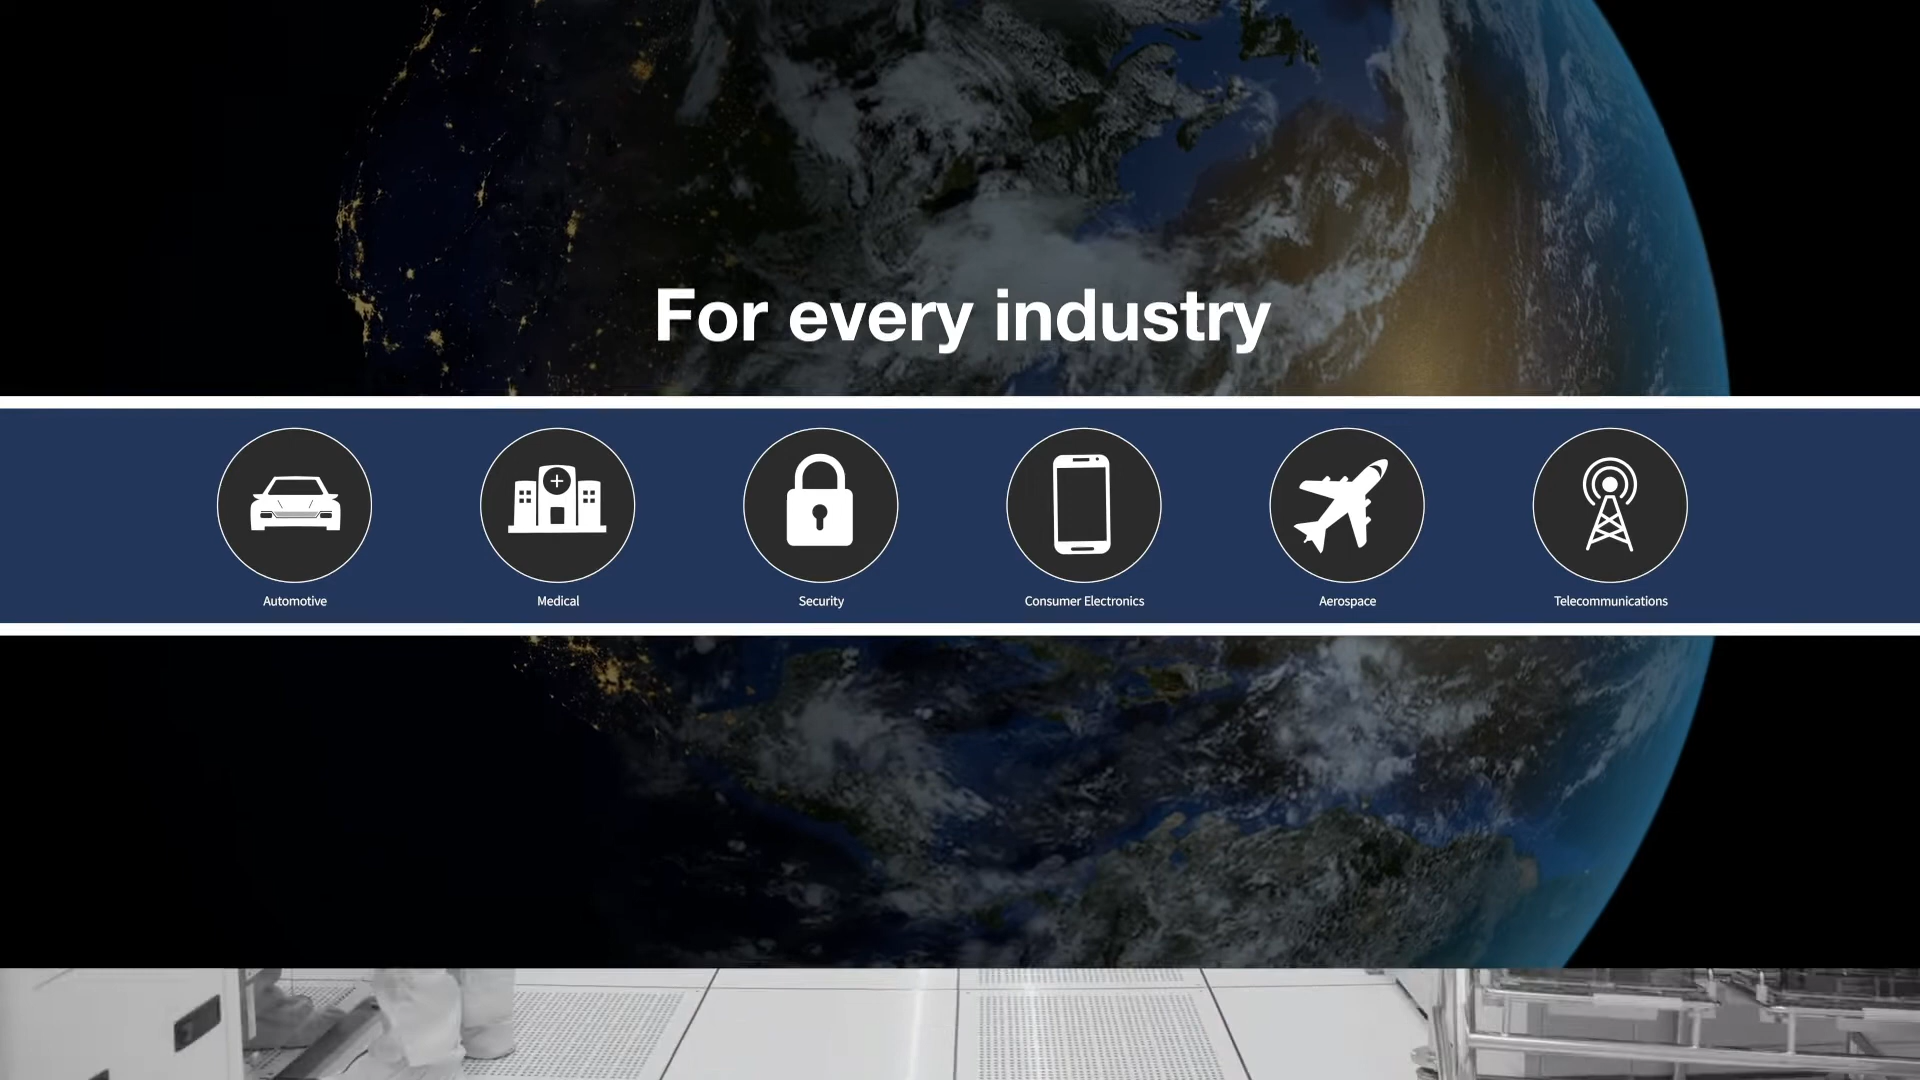 For every industry
Automotive
Medical
Security
Consumer Electronics
Aerospace
Telecommunications